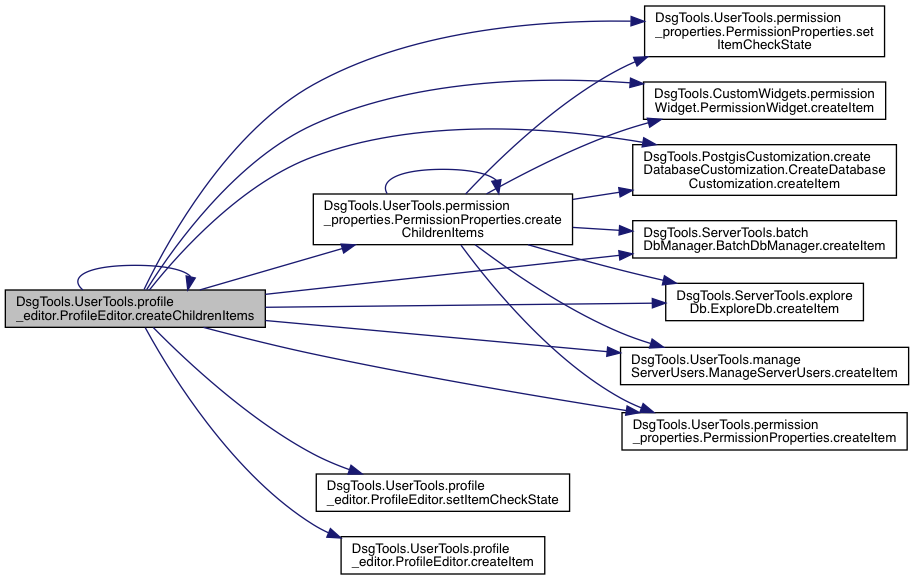 DsgTools.UserTools.permission
_properties.PermissionProperties.set
ItemCheckState
DsgTools.CustomWidgets.permission
Widget.PermissionWidget.createItem
DsgTools.PostgisCustomization.create
DatabaseCustomization.CreateDatabase
Customization.createItem
DsgTools.UserTools.permission
_properties.PermissionProperties.create
ChildrenItems
DsgTools.ServerTools.batch
DbManager.BatchDbManager.createItem
DsgTools.ServerTools.explore
Db.ExploreDb.createItem
DsgTools.UserTools.profile
_editor.ProfileEditor.createChildrenItems
DsgTools.UserTools.manage
ServerUsers.ManageServerUsers.createItem
DsgTools.UserTools.permission
_properties.PermissionProperties.createItem
DsgTools.UserTools.profile
_editor.ProfileEditor.setItemCheckState
DsgTools.UserTools.profile
_editor.ProfileEditor.createItem